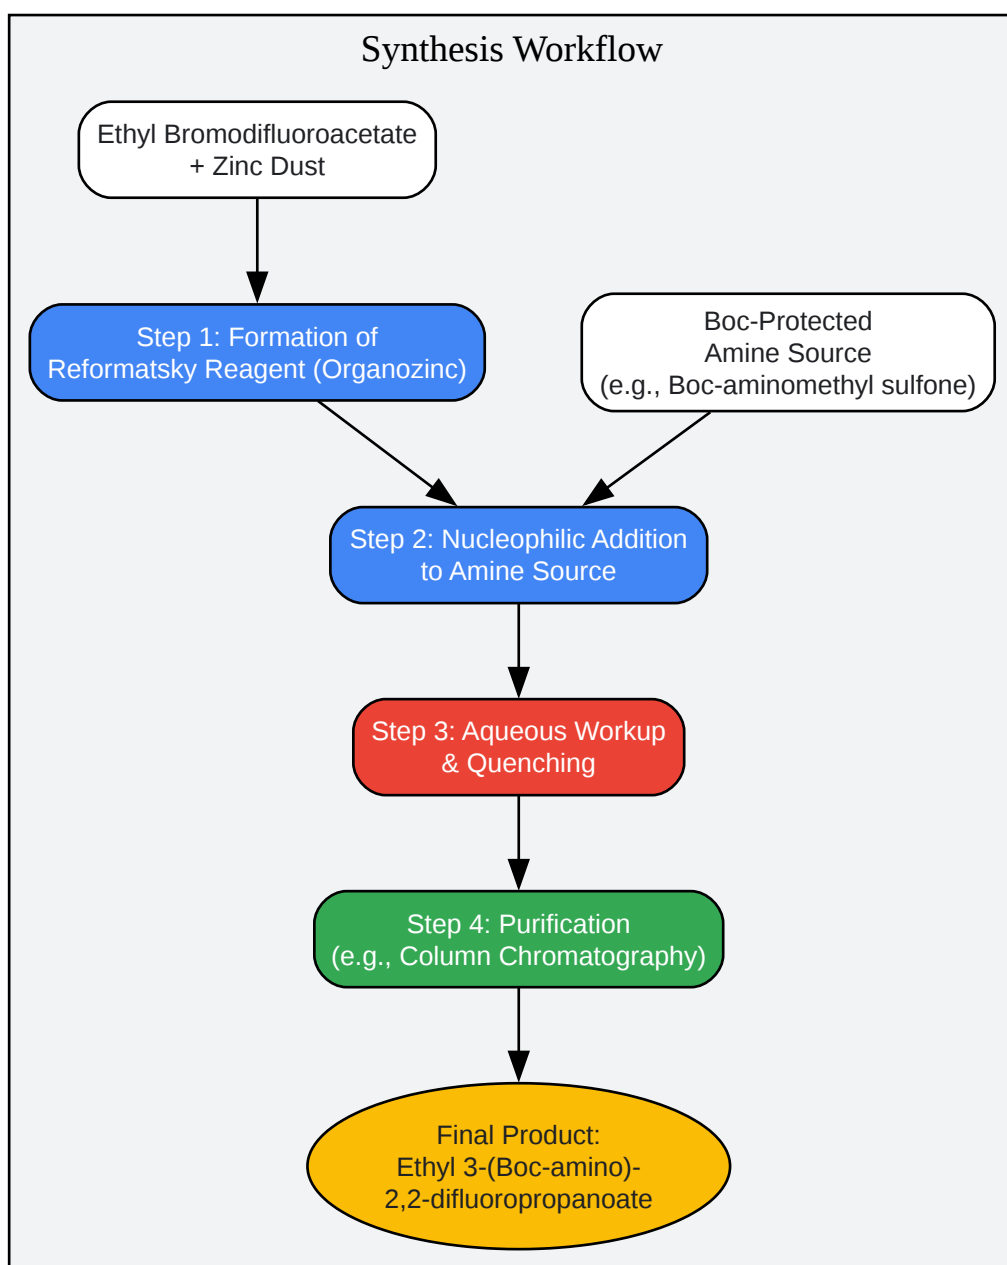 Synthesis Workflow
Ethyl Bromodifluoroacetate
+ Zinc Dust
Step 1: Formation of
Reformatsky Reagent (Organozinc)
Boc-Protected
Amine Source
(e.g., Boc-aminomethyl sulfone)
Step 2: Nucleophilic Addition
to Amine Source
Step 3: Aqueous Workup
& Quenching
Step 4: Purification
(e.g., Column Chromatography)
Final Product:
Ethyl 3-(Boc-amino)-
2,2-difluoropropanoate